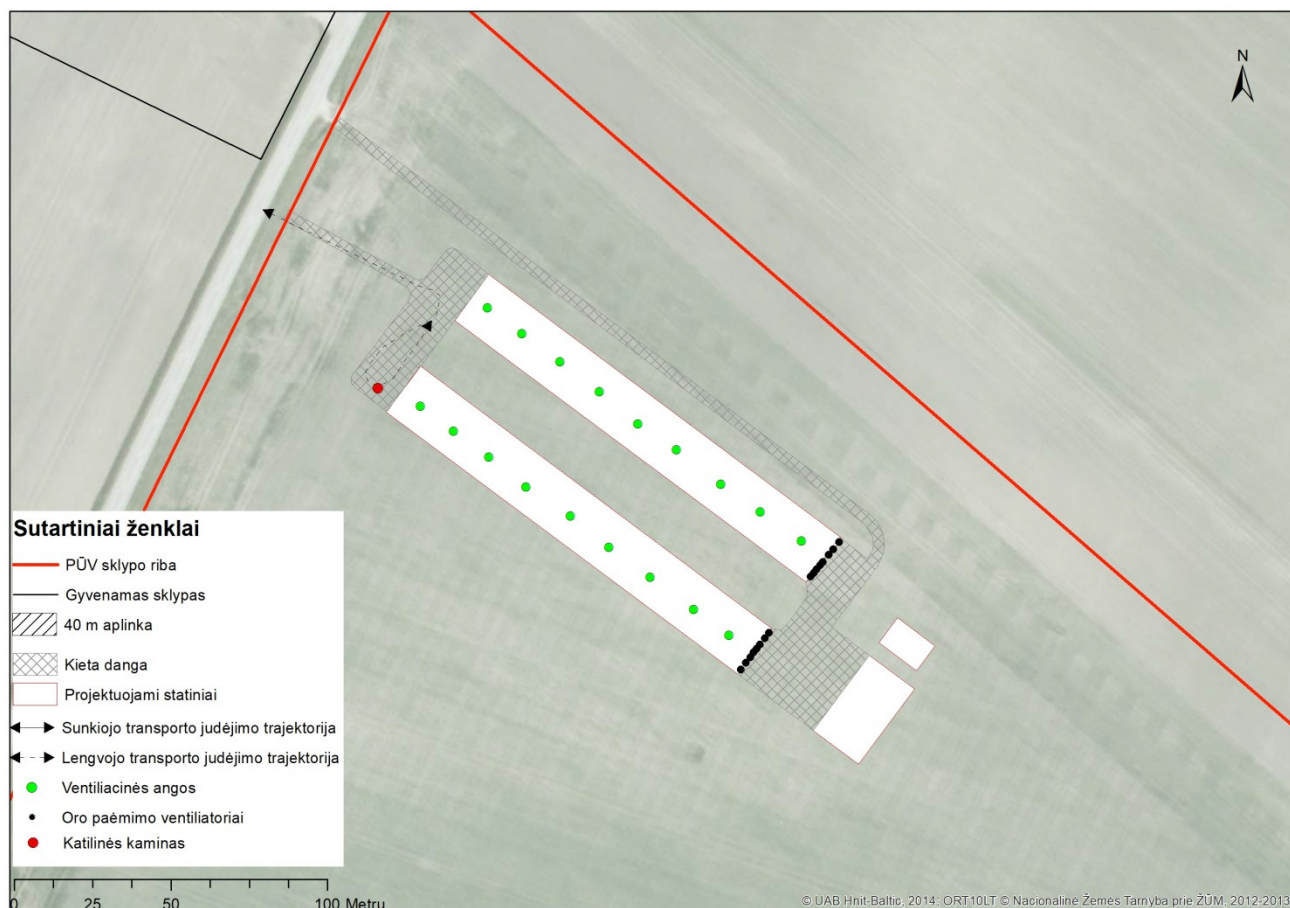 N
Sutartiniai ženklai
PŪV sklypo riba
Gyvenamas sklypas
40 m aplinka
Kieta danga
Projektuojami statiniai
Sunkiojo transporto judėjimo trajektorija
Lengvojo transporto judėjimo trajektorija
Ventiliacinės angos
Oro paėmimo ventiliatoriai
Katilinės kaminas
0 25 50 100 Metru
© UAB Hnit-Baltic, 2014; ORT10LT © Nacionalinė Žemės Tarnyba prie ŽŪM, 2012-2013